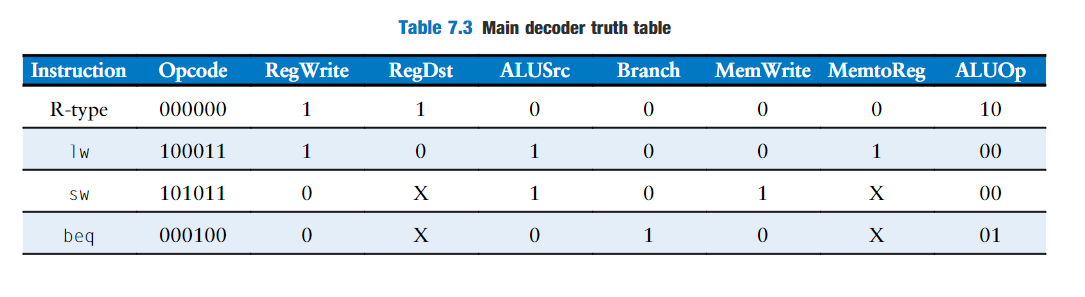 Table 7.3 Main decoder truth table
Instruction Opcode RegWrite RegDst ALUSrc Branch MemWrite MemtoReg ALUOp
R-type 000000 1 1 0 0 0 0 10
lw 100011 1 0 1 0 0 1 00
sw 101011 0 X 1 0 1 X 00
beq 000100 0 X 0 1 0 X 01